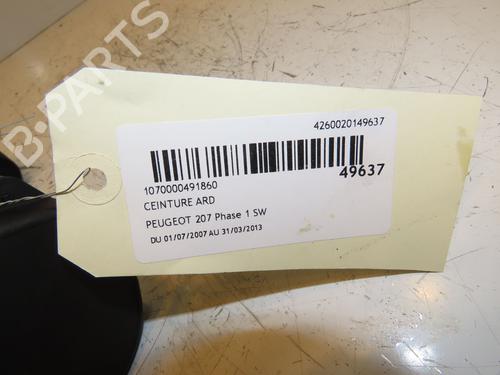 B-PARTS
4260020149637
49637
1070000491860
CEINTURE ARD
PEUGEOT 207 Phase 1 SW
DU 01/07/2007 AU 31/03/2013